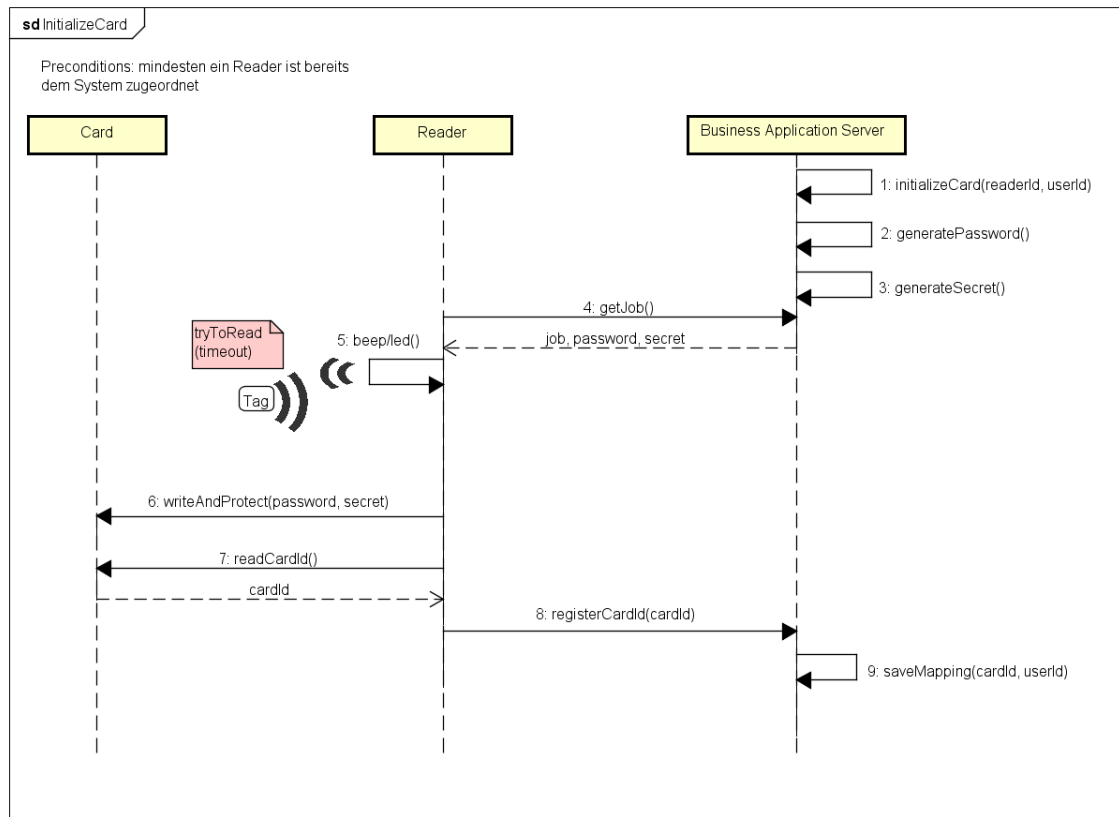 sd InitializeCard
Preconditions: mindesten ein Reader ist bereits
dem System zugeordnet
Card
Reader
Business Application Server
1: initializeCard(readerId, userId)
2: generatePassword()
3: generateSecret()
4: getJob()
job, password, secret
tryToRead
(timeout)
5: beep/led()
Tag
6: writeAndProtect(password, secret)
7: readCardId()
cardId
8: registerCardId(cardId)
9: saveMapping(cardId, userId)